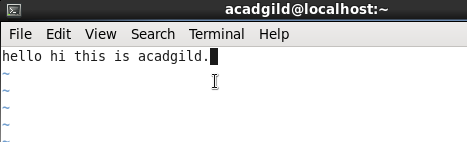 acadgild@localhost:~
File Edit View Search Terminal Help
hello hi this is acadgild.
~
~
~
~
~